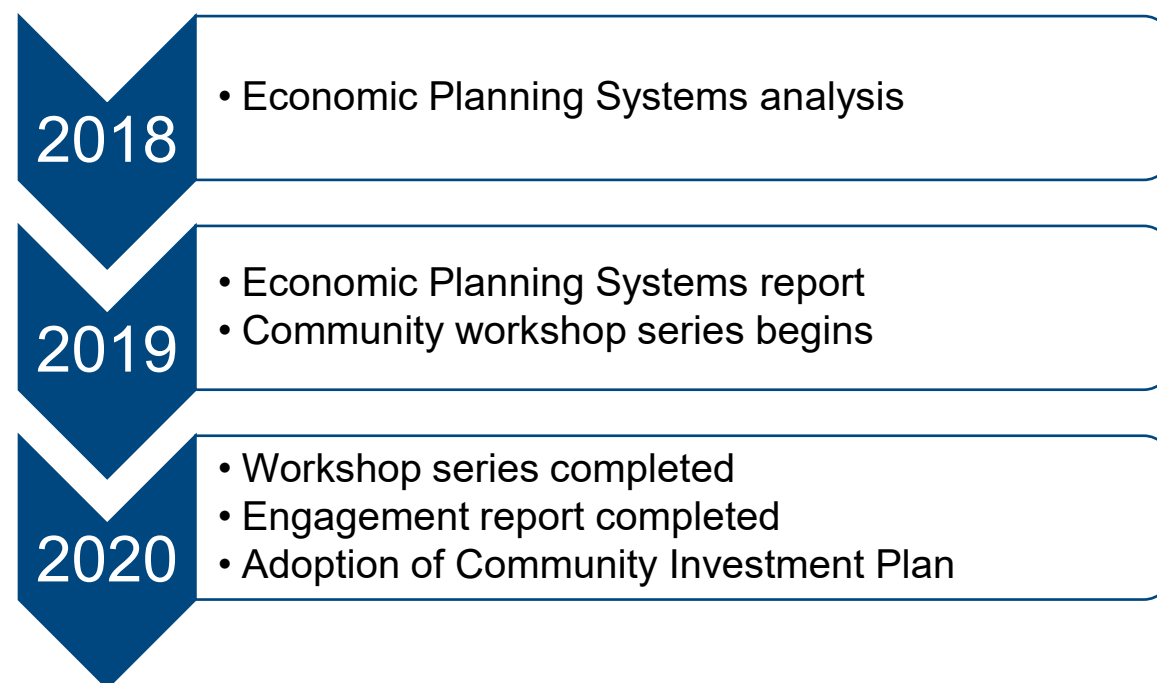 2018
• Economic Planning Systems analysis
2019
• Economic Planning Systems report
• Community workshop series begins
2020
• Workshop series completed
• Engagement report completed
• Adoption of Community Investment Plan